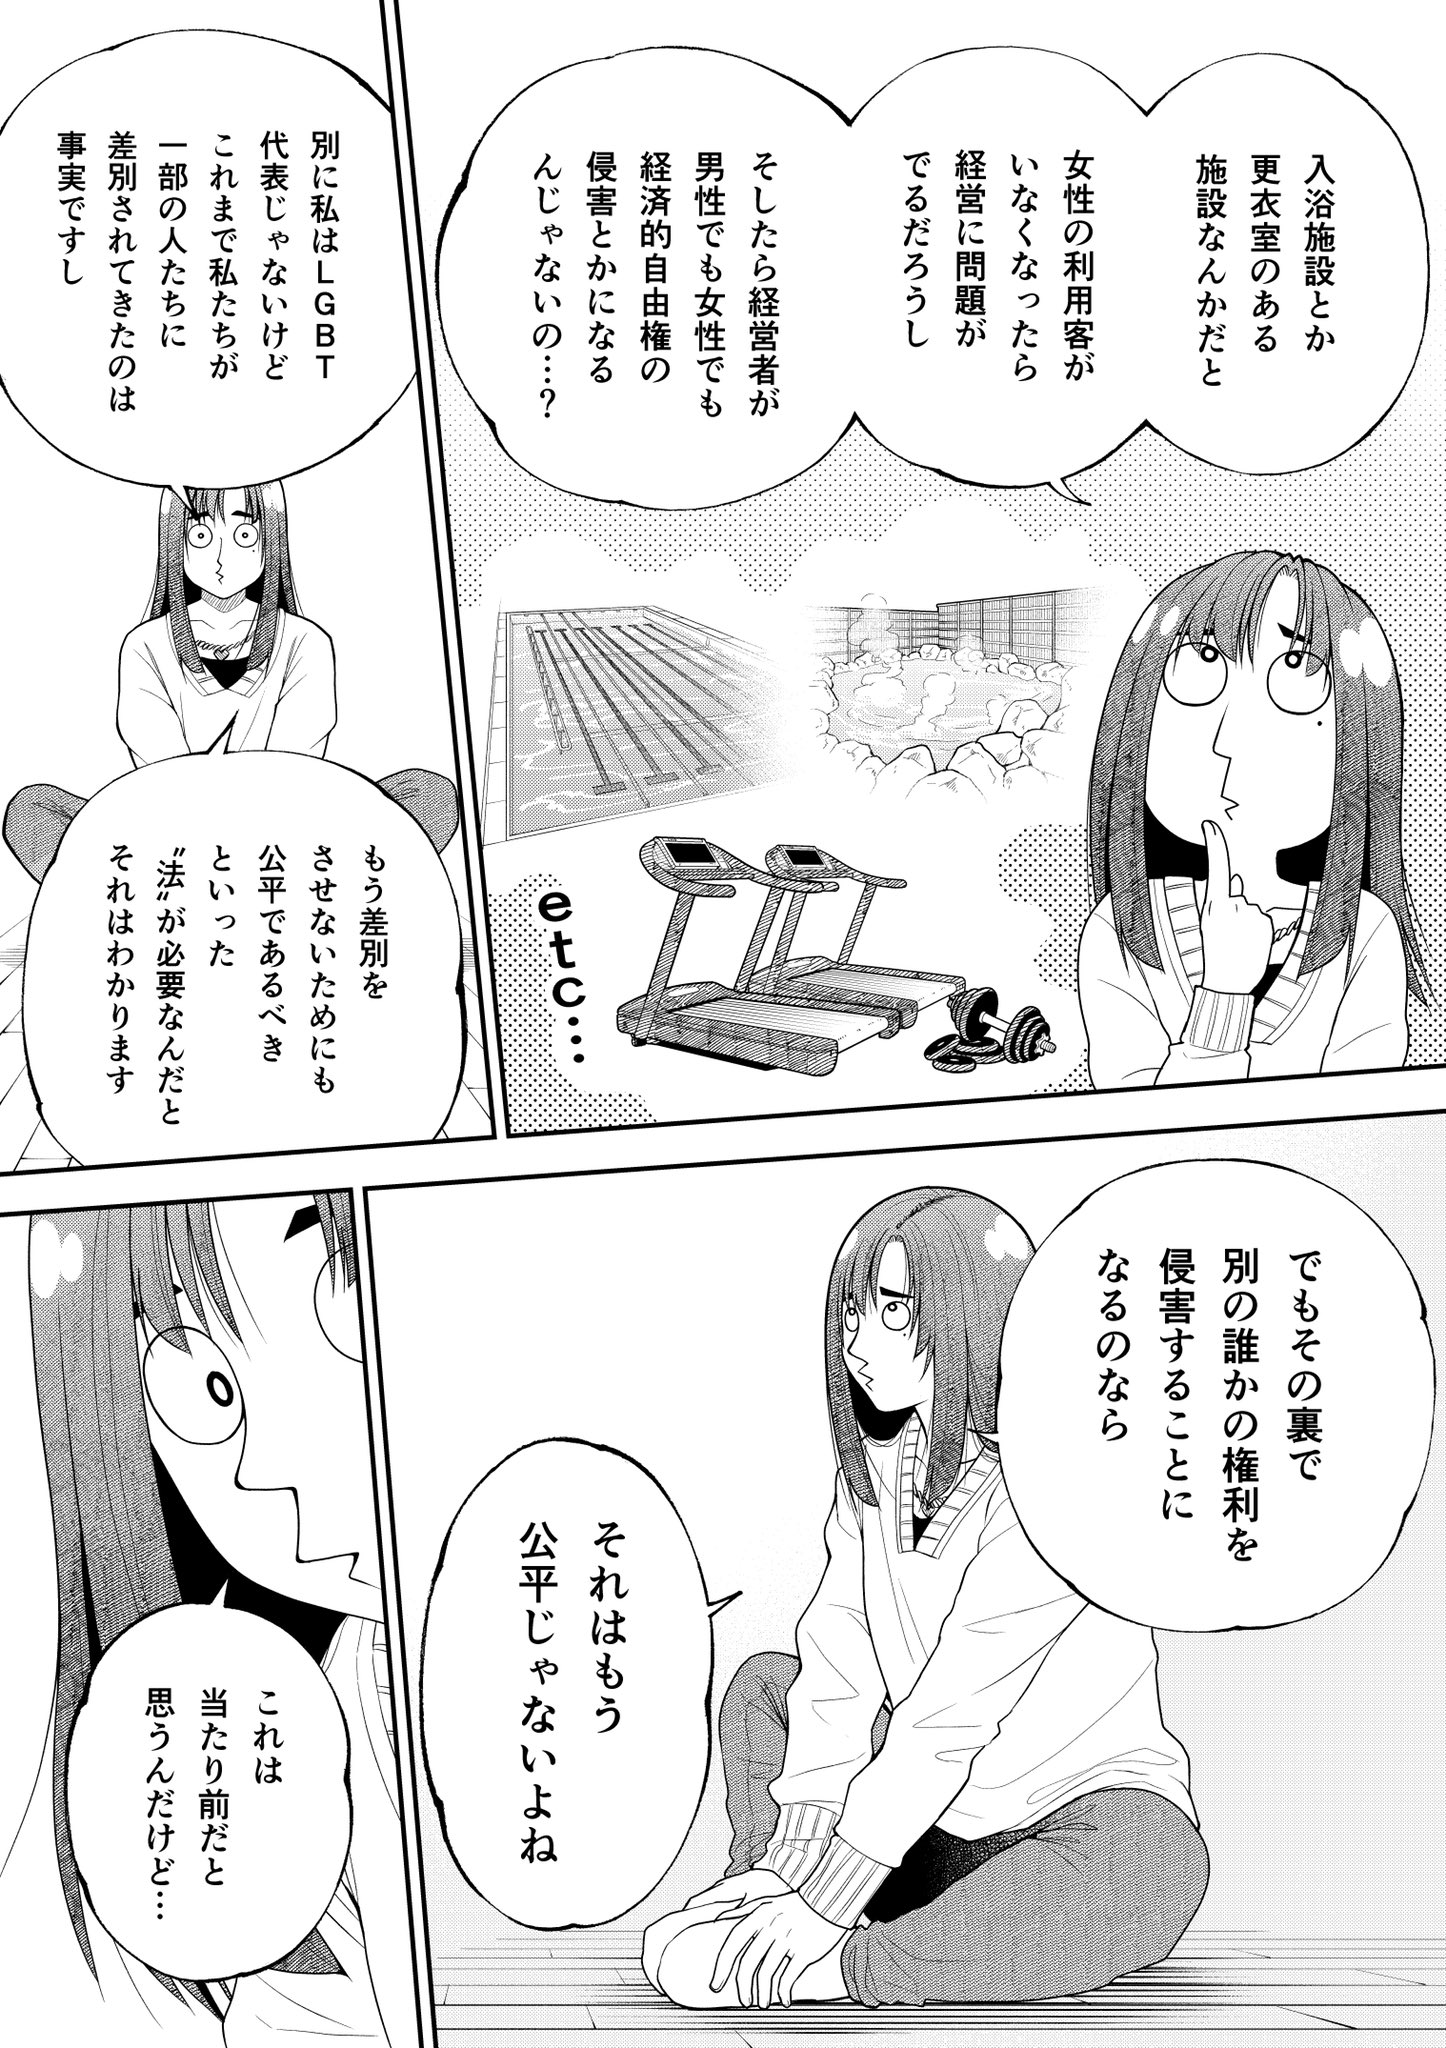 入浴施設とか
更衣室のある
施設なんかだと
女性の利用客が
いなくなったら
経営に問題が
でるだろうし
そしたら経営者が
男性でも女性でも
経済的自由権の
侵害とかになる
んじゃないの…？
etc…
別に私はＬＧＢＴ
代表じゃないけど
これまで私たちが
一部の人たちに
差別されてきたのは
事実ですし
もう差別を
させないためにも
公平であるべき
といった
〝法〟が必要なんだと
それはわかります
でもその裏で
別の誰かの権利を
侵害することに
なるのなら
それはもう
公平じゃないよね
これは
当たり前だと
思うんだけど…